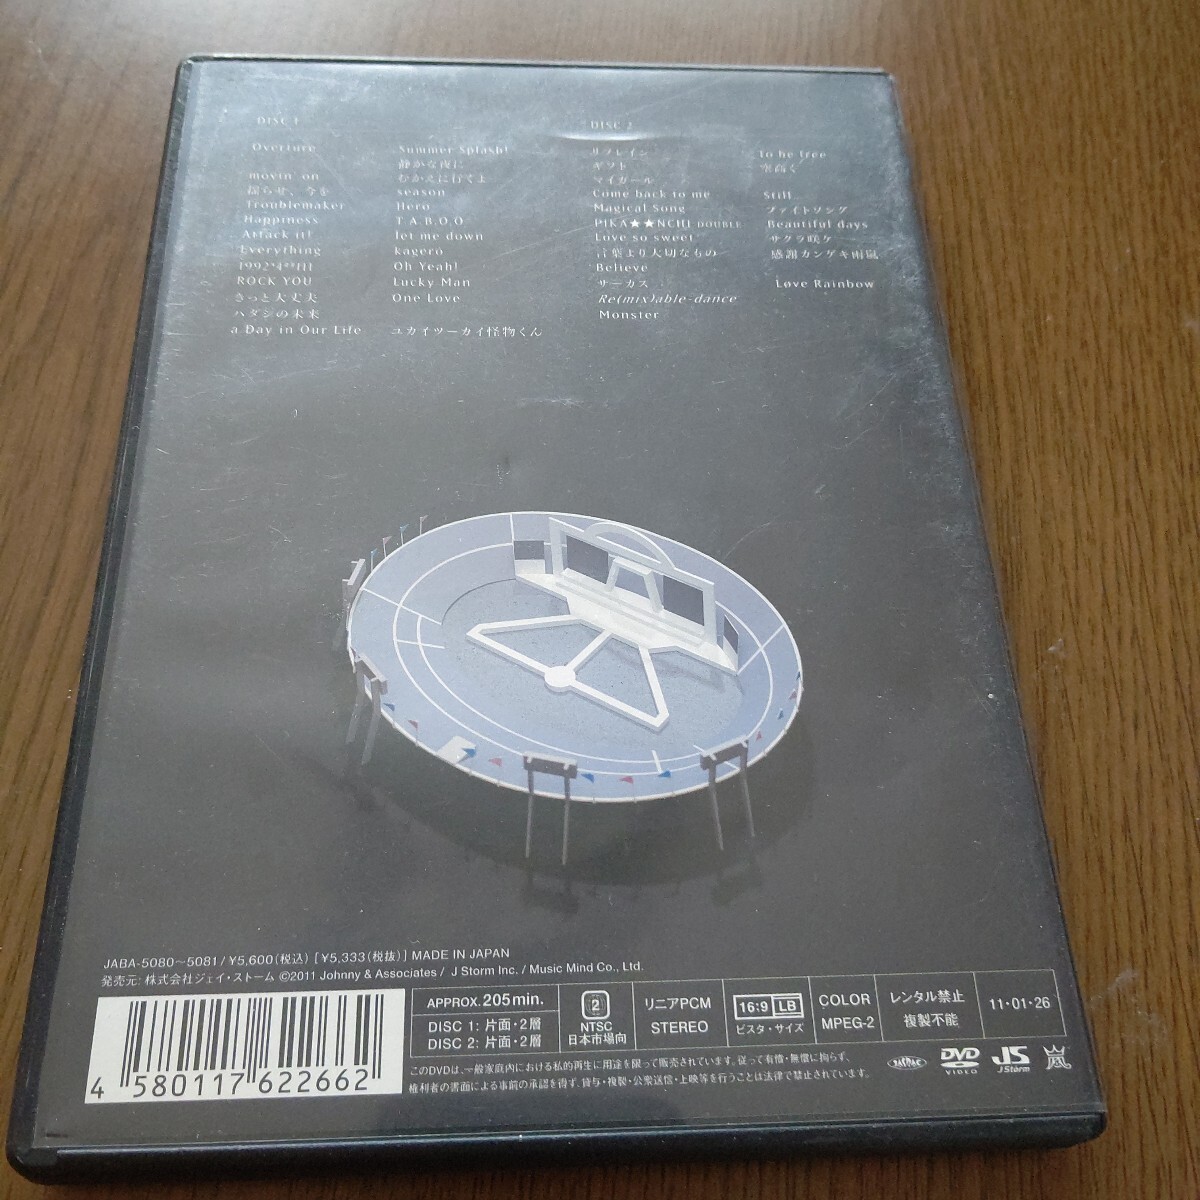 DISC 1
Overture
movin' on
揺らせ、今を
Troublemaker
Happiness
Attack it!
Everything
1992*4**111
ROCK YOU
きっと大丈夫
ハダシの未来
a Day in Our Life
Summer Splash!
静かな夜に
むかえに行くよ
season
Hero
T.A.B.O.O
let me down
kagero
Oh Yeah!
Lucky Man
One Love
ユカイツーカイ怪物くん
DISC 2
リフレイン
ギフト
マイガール
Come back to me
Magical Song
PIKA★★NCHI DOUBLE
Love so sweet
言葉より大切なもの
Believe
サーカス
Re(mix)able-dance
Monster
To be free
空高く
Still...
ファイトソング
Beautiful days
サクラ咲ケ
感謝カンゲキ雨嵐
Løve Rainbow
JABA-5080〜5081/¥5,600(税込) [¥5,333(税抜)] MADE IN JAPAN
発売元: 株式会社ジェイ・ストーム ©2011 Johnny & Associates / J Storm Inc. / Music Mind Co., Ltd.
4 580117 622662
APPROX. 205 min.
DISC 1: 片面・2層
DISC 2: 片面・2層
2
NTSC
日本市場向
リニアPCM
STEREO
16:9 LB
ビスタ・サイズ
COLOR
MPEG-2
レンタル禁止
複製不能
11・01・26
このDVDは、一般家庭内における私的再生に用途を限って販売されています。従って有償・無償に拘らず、
権利者の書面による事前の承認を得ず、貸与・複製・公衆送信・上映等を行うことは法律で禁止されています。
DVD
VIDEO
JS
J Storm